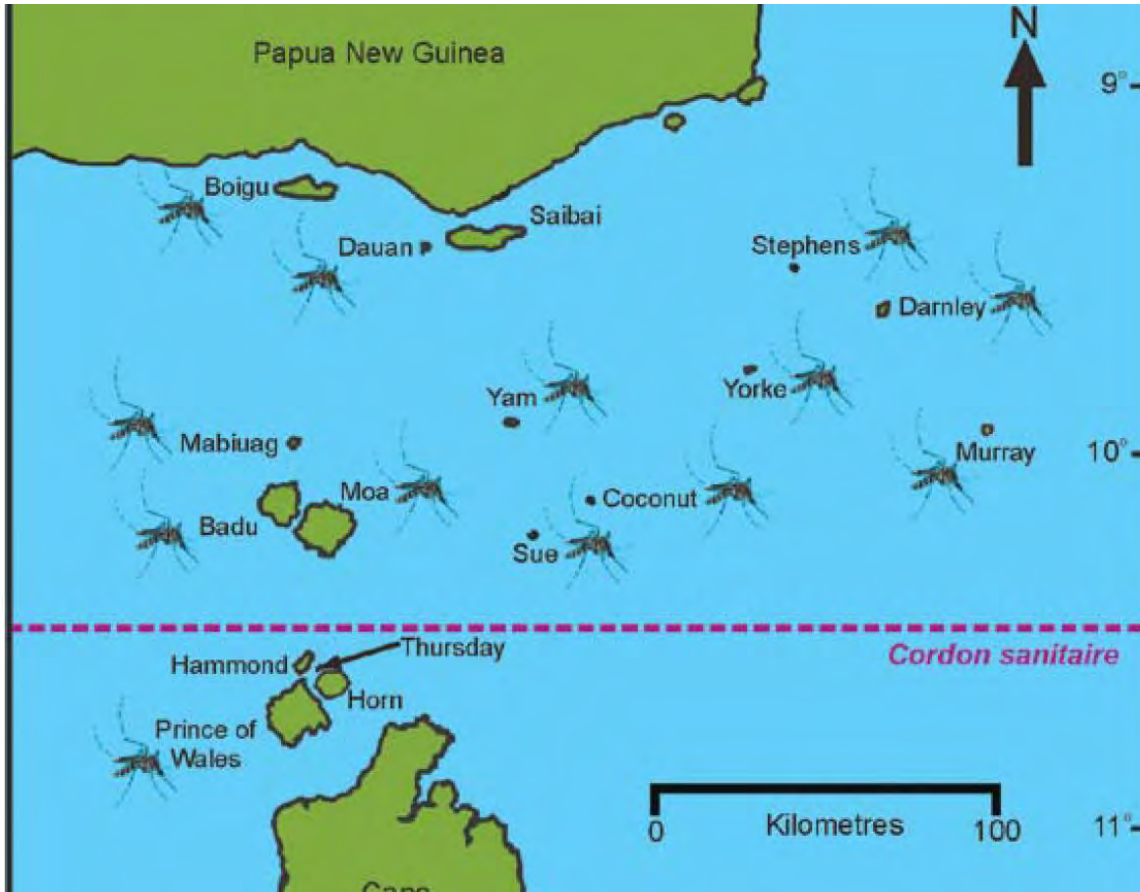 Papua New Guinea
N
9°
Boigu
Saibai
Dauan
Stephens
Darnley
Yam
Yorke
Mabiuag
Murray
10°
Moa
Coconut
Badu
Sue
Thursday
Hammond
Cordon sanitaire
Horn
Prince of
Wales
0
Kilometres
100
11°